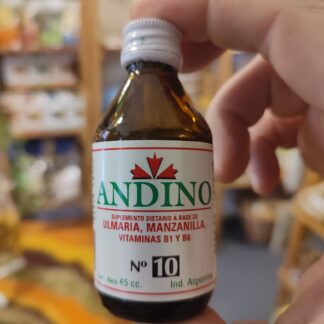 ANDINO
SUPLEMENTO DIETARIO A BASE DE
ULMARIA, MANZANILLA,
VITAMINAS B1 Y B6
Nº 10
Cont. Neto 45 cc. Ind. Argentina